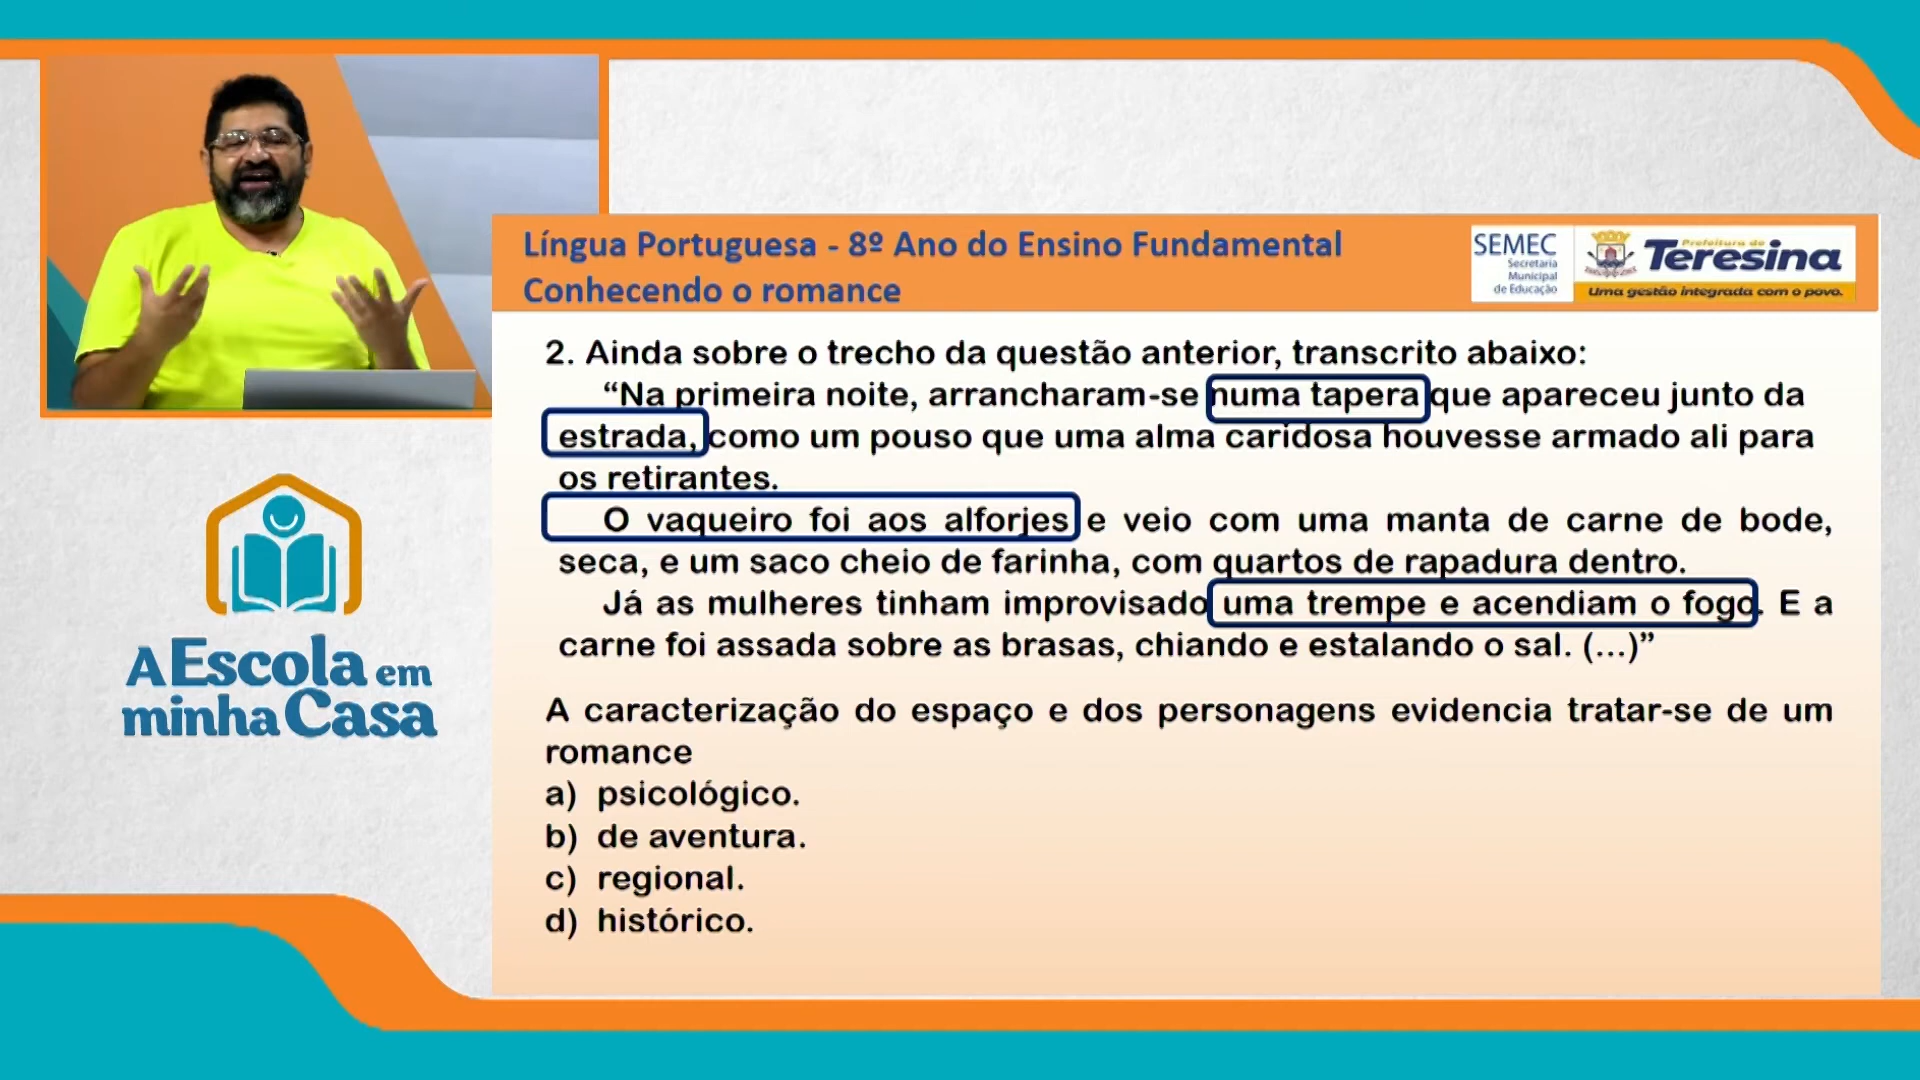 Língua Portuguesa - 8º Ano do Ensino Fundamental
Conhecendo o romance
SEMEC
Secretaria
Municipal
de Educação
Prefeitura de
Teresina
Uma gestão integrada com o povo.
2. Ainda sobre o trecho da questão anterior, transcrito abaixo:
“Na primeira noite, arrancharam-se numa tapera que apareceu junto da
estrada, como um pouso que uma alma caridosa houvesse armado ali para
os retirantes.
O vaqueiro foi aos alforjes e veio com uma manta de carne de bode,
seca, e um saco cheio de farinha, com quartos de rapadura dentro.
Já as mulheres tinham improvisado uma trempe e acendiam o fogo. E a
carne foi assada sobre as brasas, chiando e estalando o sal. (...)”
A caracterização do espaço e dos personagens evidencia tratar-se de um
romance
a) psicológico.
b) de aventura.
c) regional.
d) histórico.
A Escola em
minha Casa